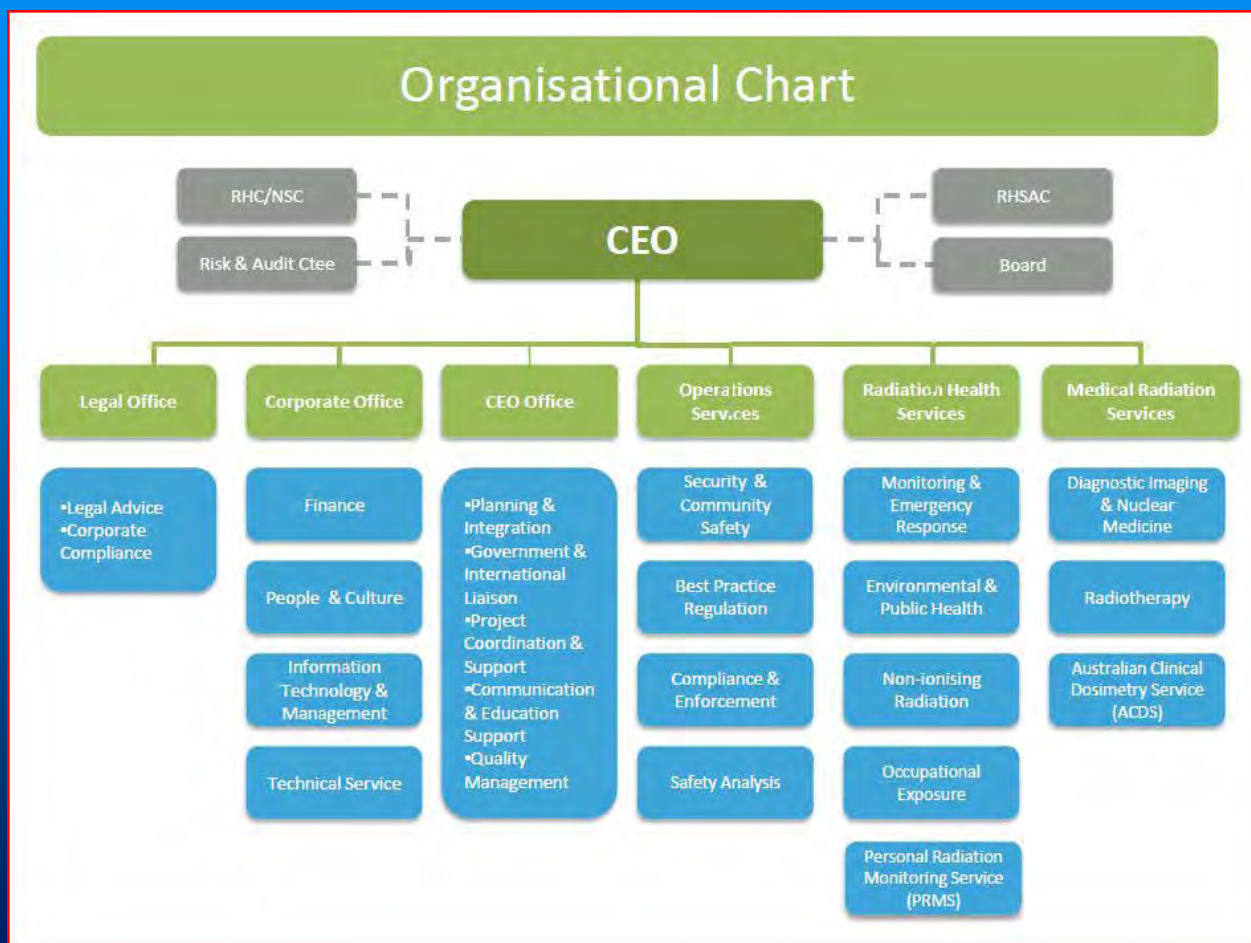 Organisational Chart
RHC/NSC
Risk & Audit Ctee
CEO
RHSAC
Board
Legal Office
•Legal Advice
•Corporate
Compliance
Corporate Office
Finance
People & Culture
Information
Technology &
Management
Technical Service
CEO Office
•Planning &
Integration
•Government &
International
Liaison
•Project
Coordination &
Support
•Communication
& Education
Support
•Quality
Management
Operations
Services
Security &
Community
Safety
Best Practice
Regulation
Compliance &
Enforcement
Safety Analysis
Radiation Health
Services
Monitoring &
Emergency
Response
Environmental &
Public Health
Non-ionising
Radiation
Occupational
Exposure
Personal Radiation
Monitoring Service
(PRMS)
Medical Radiation
Services
Diagnostic Imaging
& Nuclear
Medicine
Radiotherapy
Australian Clinical
Dosimetry Service
(ACDS)